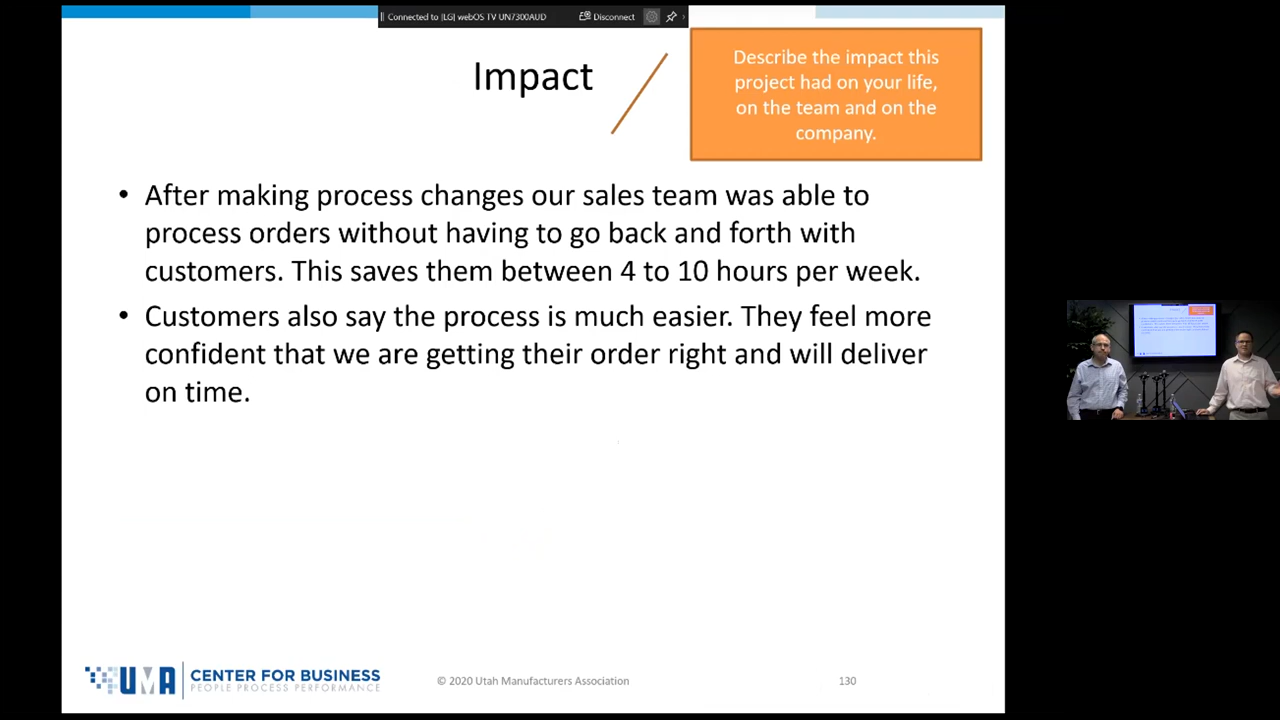 Connected to [LG] webOS TV UN7300AUD
Disconnect
Impact
Describe the impact this
project had on your life,
on the team and on the
company.
• After making process changes our sales team was able to
process orders without having to go back and forth with
customers. This saves them between 4 to 10 hours per week.
• Customers also say the process is much easier. They feel more
confident that we are getting their order right and will deliver
on time.
UMA
CENTER FOR BUSINESS
PEOPLE PROCESS PERFORMANCE
© 2020 Utah Manufacturers Association
130